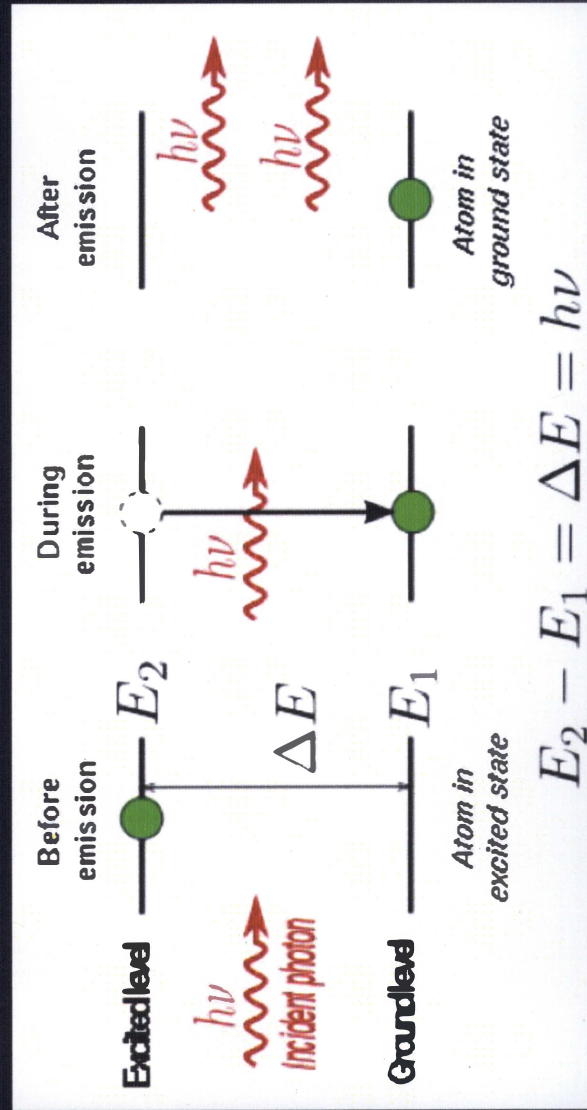 Before
emission
During
emission
After
emission
Excited level
E₂
hν
Incident photon
ΔE
hν
hν
hν
Ground level
E₁
Atom in
excited state
Atom in
ground state
E₂ − E₁ = ΔE = hν